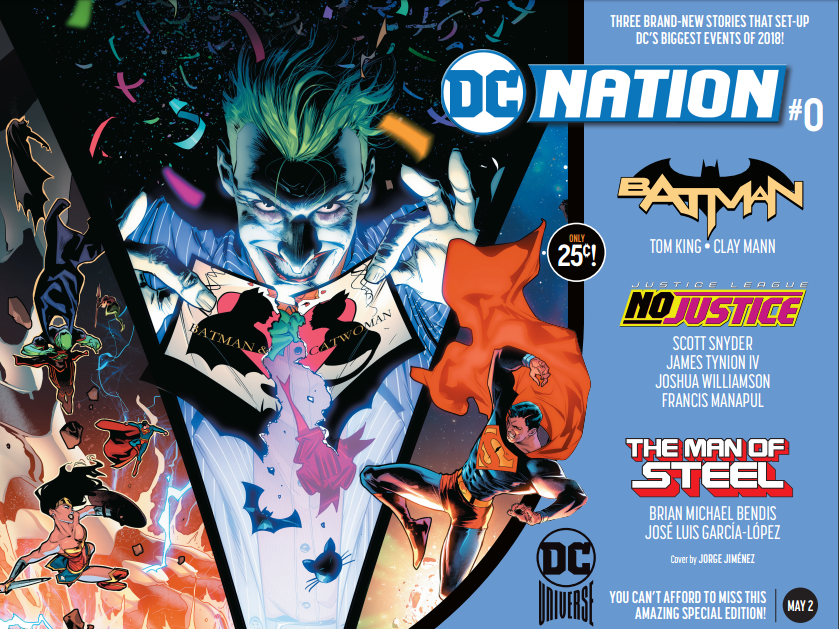 THREE BRAND-NEW STORIES THAT SET-UP
DC'S BIGGEST EVENTS OF 2018!
DC NATION #0
BATMAN
TOM KING • CLAY MANN
ONLY
25¢!
JUSTICE LEAGUE
NO JUSTICE
SCOTT SNYDER
JAMES TYNION IV
JOSHUA WILLIAMSON
FRANCIS MANAPUL
BATMAN &
CATWOMAN
THE MAN OF
STEEL
BRIAN MICHAEL BENDIS
JOSÉ LUIS GARCÍA-LÓPEZ
Cover by JORGE JIMÉNEZ
DC
UNIVERSE
YOU CAN'T AFFORD TO MISS THIS
AMAZING SPECIAL EDITION!
MAY 2